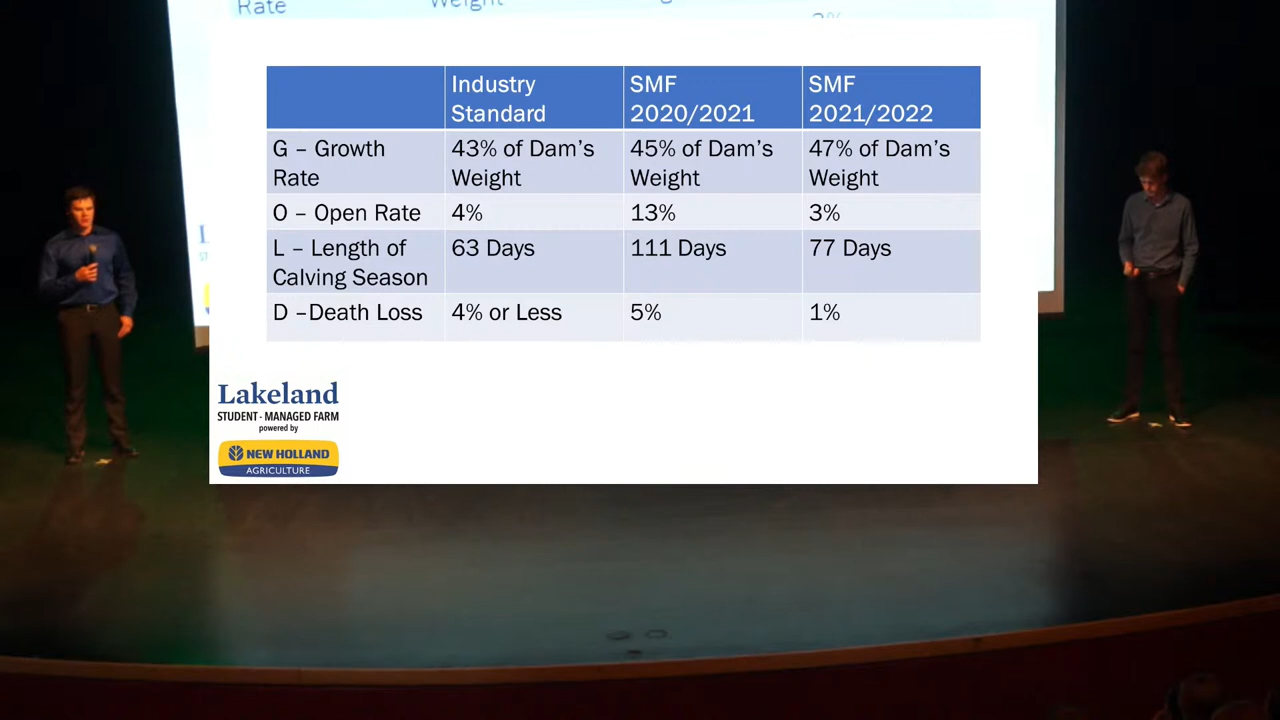 Rate
Weight
Industry Standard
SMF 2020/2021
SMF 2021/2022
G – Growth Rate
43% of Dam's Weight
45% of Dam's Weight
47% of Dam's Weight
O – Open Rate
4%
13%
3%
L – Length of Calving Season
63 Days
111 Days
77 Days
D –Death Loss
4% or Less
5%
1%
Lakeland
STUDENT - MANAGED FARM
powered by
NEW HOLLAND
AGRICULTURE